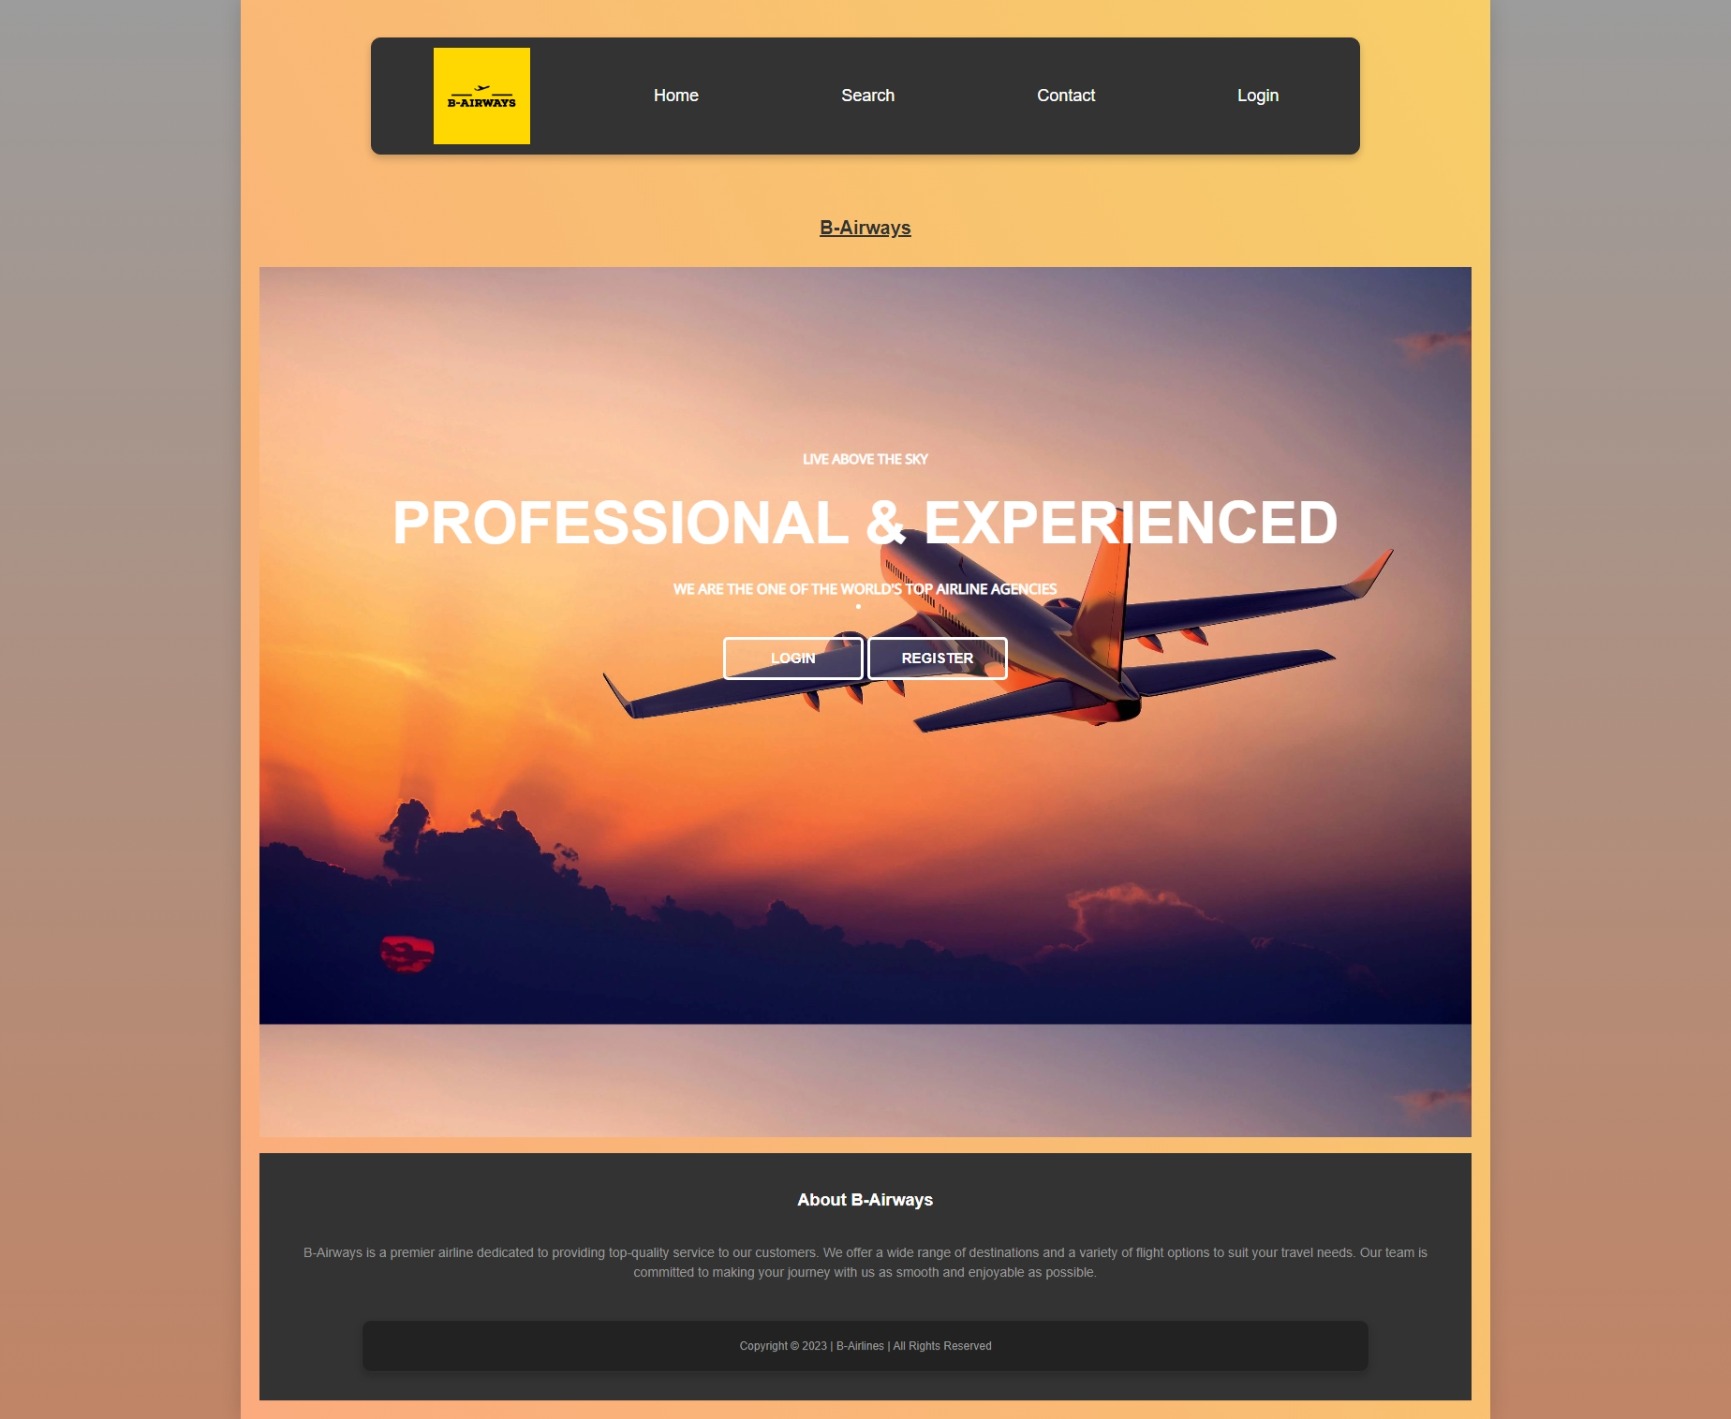 B-AIRWAYS
Home
Search
Contact
Login
B-Airways
LIVE ABOVE THE SKY
PROFESSIONAL & EXPERIENCED
WE ARE THE ONE OF THE WORLD'S TOP AIRLINE AGENCIES
LOGIN
REGISTER
About B-Airways
B-Airways is a premier airline dedicated to providing top-quality service to our customers. We offer a wide range of destinations and a variety of flight options to suit your travel needs. Our team is
committed to making your journey with us as smooth and enjoyable as possible.
Copyright © 2023 | B-Airlines | All Rights Reserved